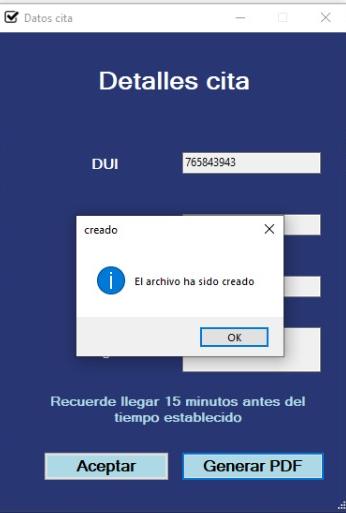 Datos cita
Detalles cita
DUI
765843943
creado
El archivo ha sido creado
OK
Recuerde llegar 15 minutos antes del
tiempo establecido
Aceptar
Generar PDF